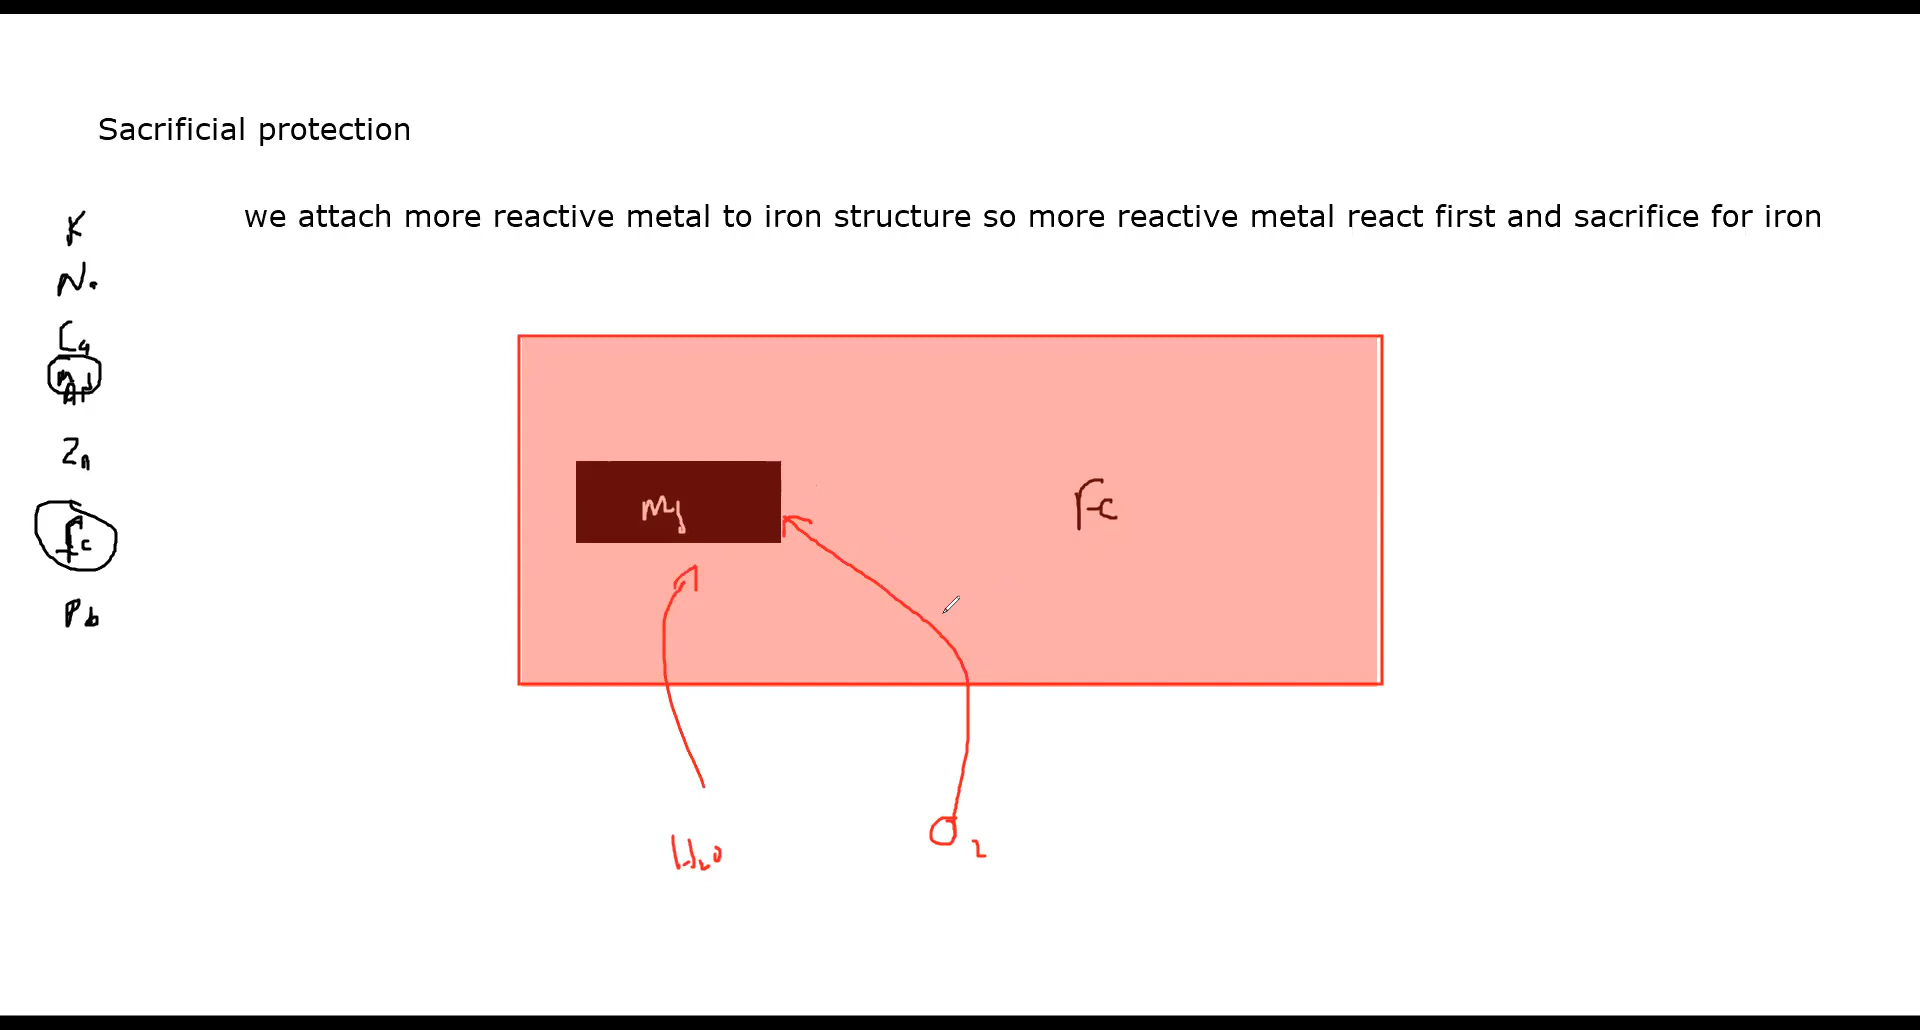 Sacrificial protection
we attach more reactive metal to iron structure so more reactive metal react first and sacrifice for iron
K
Na
Ca
Mg
Al
Zn
Fe
Pb
Mg
Fe
H₂O
O₂